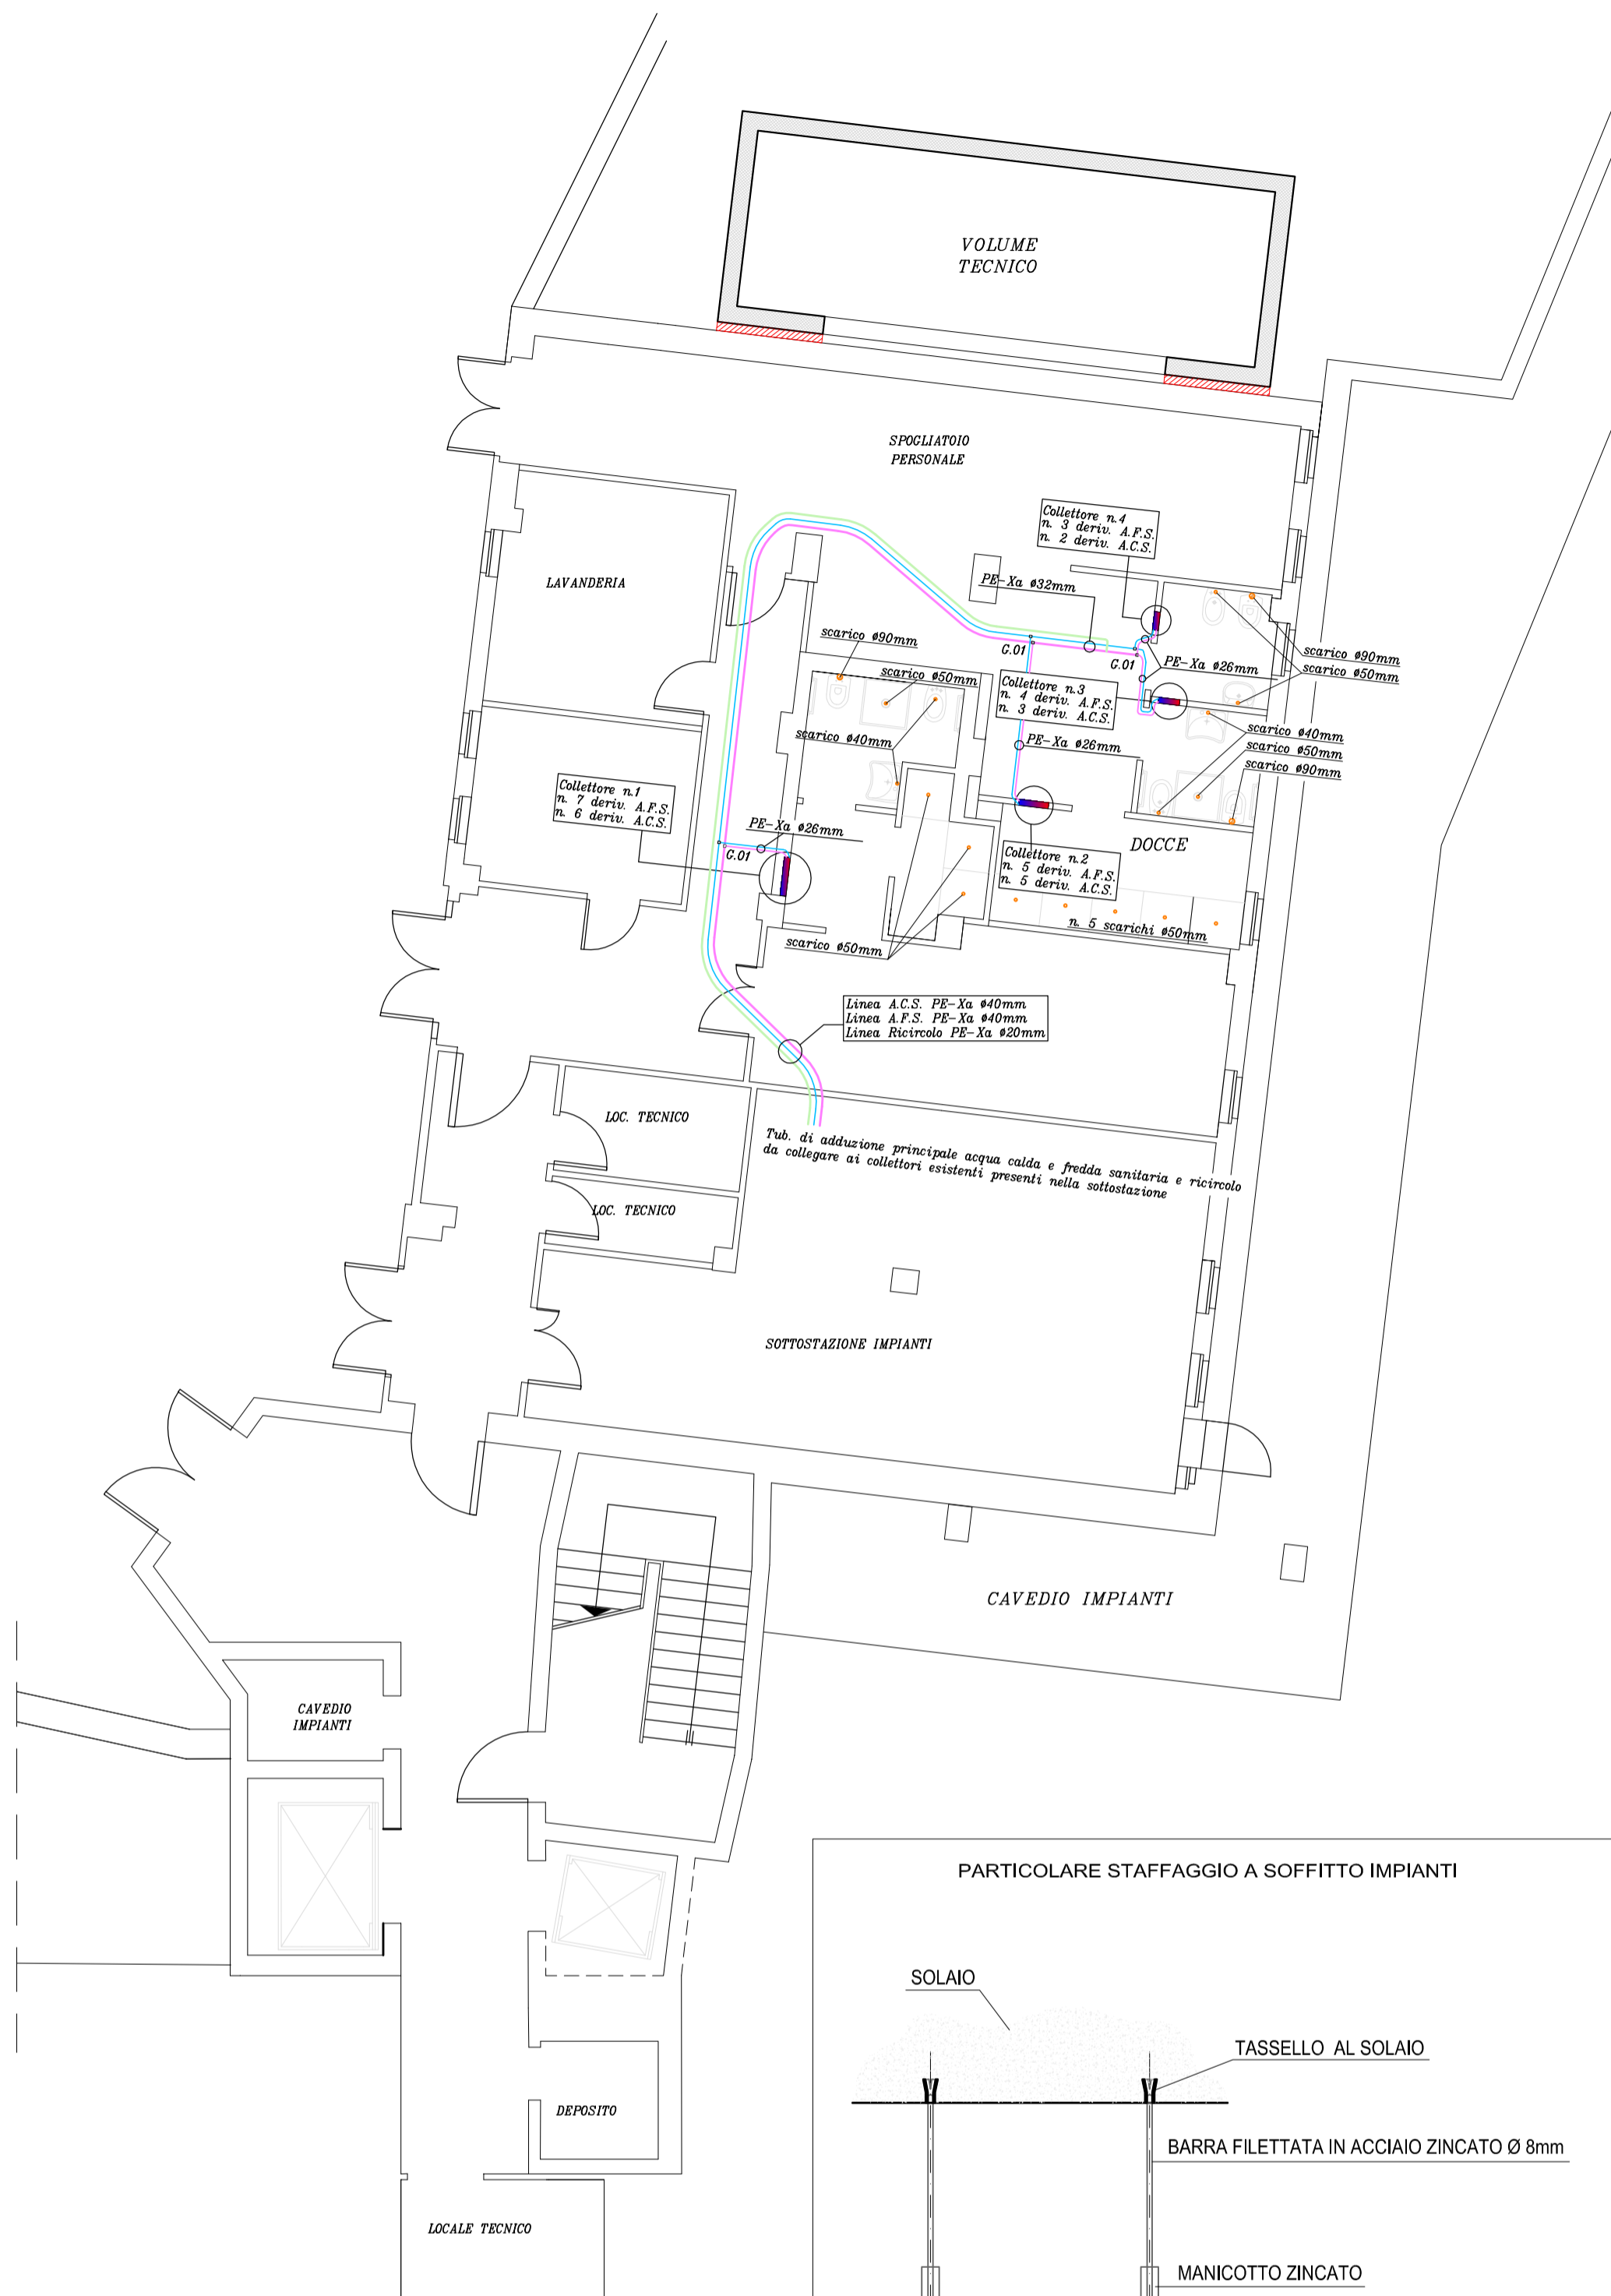 VOLUME
TECNICO
SPOGLIATOIO
PERSONALE
Collettore n.4
n. 3 deriv. A.F.S.
n. 2 deriv. A.C.S.
LAVANDERIA
PE-Xa ø32mm
scarico ø90mm
G.01
G.01
PE-Xa ø26mm
scarico ø90mm
scarico ø50mm
scarico ø50mm
Collettore n.3
n. 4 deriv. A.F.S.
n. 3 deriv. A.C.S.
scarico ø40mm
PE-Xa ø26mm
scarico ø40mm
scarico ø50mm
scarico ø90mm
Collettore n.1
n. 7 deriv. A.F.S.
n. 6 deriv. A.C.S.
PE-Xa ø26mm
G.01
DOCCE
Collettore n.2
n. 5 deriv. A.F.S.
n. 5 deriv. A.C.S.
n. 5 scarichi ø50mm
scarico ø50mm
Linea A.C.S. PE-Xa ø40mm
Linea A.F.S. PE-Xa ø40mm
Linea Ricircolo PE-Xa ø20mm
LOC. TECNICO
Tub. di adduzione principale acqua calda e fredda sanitaria e ricircolo
da collegare ai collettori esistenti presenti nella sottostazione
LOC. TECNICO
SOTTOSTAZIONE IMPIANTI
CAVEDIO IMPIANTI
CAVEDIO
IMPIANTI
PARTICOLARE STAFFAGGIO A SOFFITTO IMPIANTI
SOLAIO
TASSELLO AL SOLAIO
DEPOSITO
BARRA FILETTATA IN ACCIAIO ZINCATO Ø 8mm
LOCALE TECNICO
MANICOTTO ZINCATO